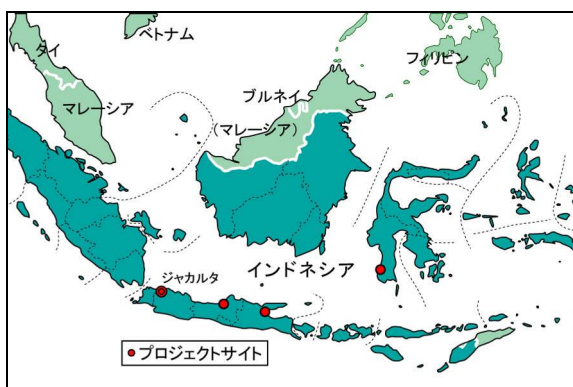 ベトナム
タイ
フィリピン
ブルネイ
マレーシア
(マレーシア)
インドネシア
ジャカルタ
プロジェクトサイト